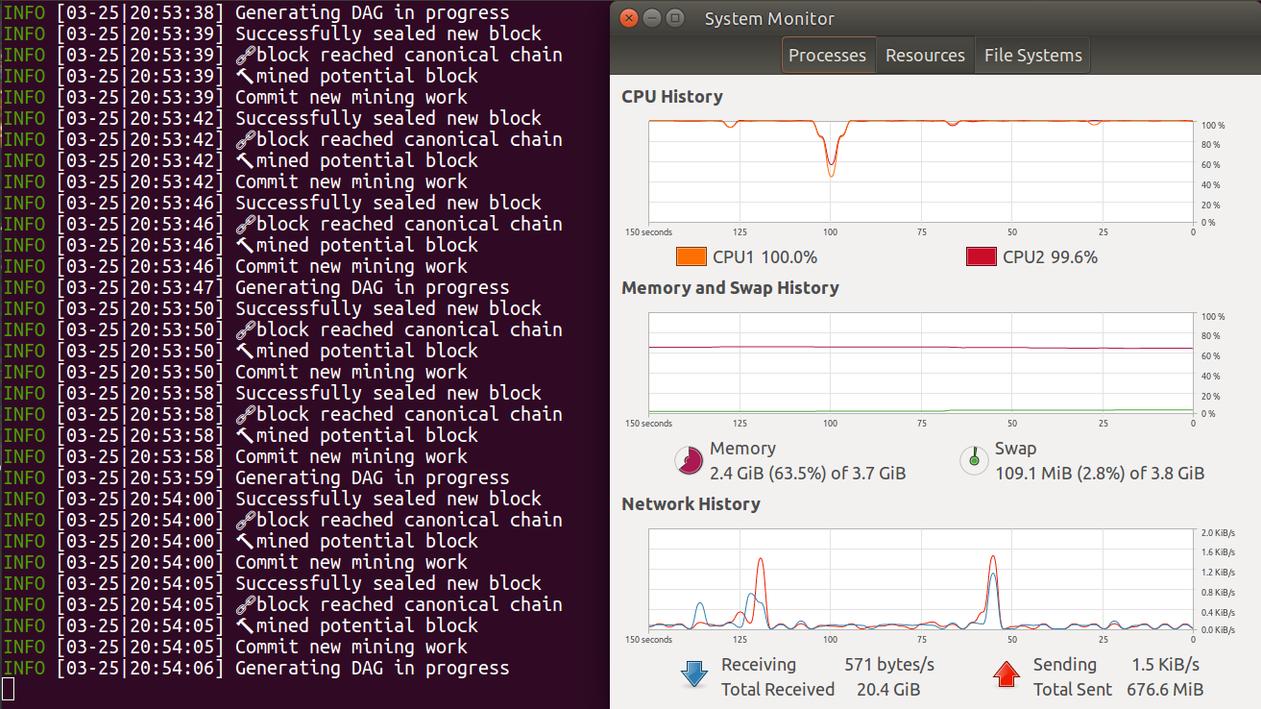 INFO [03-25|20:53:38] Generating DAG in progress
INFO [03-25|20:53:39] Successfully sealed new block
INFO [03-25|20:53:39] 🔗block reached canonical chain
INFO [03-25|20:53:39] 🔨mined potential block
INFO [03-25|20:53:39] Commit new mining work
INFO [03-25|20:53:42] Successfully sealed new block
INFO [03-25|20:53:42] 🔗block reached canonical chain
INFO [03-25|20:53:42] 🔨mined potential block
INFO [03-25|20:53:42] Commit new mining work
INFO [03-25|20:53:46] Successfully sealed new block
INFO [03-25|20:53:46] 🔗block reached canonical chain
INFO [03-25|20:53:46] 🔨mined potential block
INFO [03-25|20:53:46] Commit new mining work
INFO [03-25|20:53:47] Generating DAG in progress
INFO [03-25|20:53:50] Successfully sealed new block
INFO [03-25|20:53:50] 🔗block reached canonical chain
INFO [03-25|20:53:50] 🔨mined potential block
INFO [03-25|20:53:50] Commit new mining work
INFO [03-25|20:53:58] Successfully sealed new block
INFO [03-25|20:53:58] 🔗block reached canonical chain
INFO [03-25|20:53:58] 🔨mined potential block
INFO [03-25|20:53:58] Commit new mining work
INFO [03-25|20:53:59] Generating DAG in progress
INFO [03-25|20:54:00] Successfully sealed new block
INFO [03-25|20:54:00] 🔗block reached canonical chain
INFO [03-25|20:54:00] 🔨mined potential block
INFO [03-25|20:54:00] Commit new mining work
INFO [03-25|20:54:05] Successfully sealed new block
INFO [03-25|20:54:05] 🔗block reached canonical chain
INFO [03-25|20:54:05] 🔨mined potential block
INFO [03-25|20:54:05] Commit new mining work
INFO [03-25|20:54:06] Generating DAG in progress
System Monitor
Processes Resources File Systems
CPU History
100 %
80 %
60 %
40 %
20 %
0 %
150 seconds 125 100 75 50 25 0
CPU1 100.0% CPU2 99.6%
Memory and Swap History
100 %
80 %
60 %
40 %
20 %
0 %
150 seconds 125 100 75 50 25 0
Memory Swap
2.4 GiB (63.5%) of 3.7 GiB 109.1 MiB (2.8%) of 3.8 GiB
Network History
2.0 KiB/s
1.6 KiB/s
1.2 KiB/s
0.8 KiB/s
0.4 KiB/s
0.0 KiB/s
150 seconds 125 100 75 50 25 0
Receiving 571 bytes/s Sending 1.5 KiB/s
Total Received 20.4 GiB Total Sent 676.6 MiB